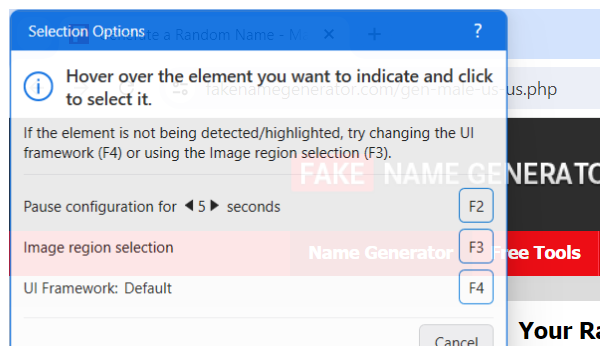 Selection Options ?
Generate a Random Name - M
Hover over the element you want to indicate and click
to select it.
fakenamegenerator.com/gen-male-us-us.php
If the element is not being detected/highlighted, try changing the UI
framework (F4) or using the Image region selection (F3).
FAKE NAME GENERATO
Pause configuration for 5 seconds F2
Image region selection F3
Name Generator Free Tools
UI Framework: Default F4
Cancel
Your Ra